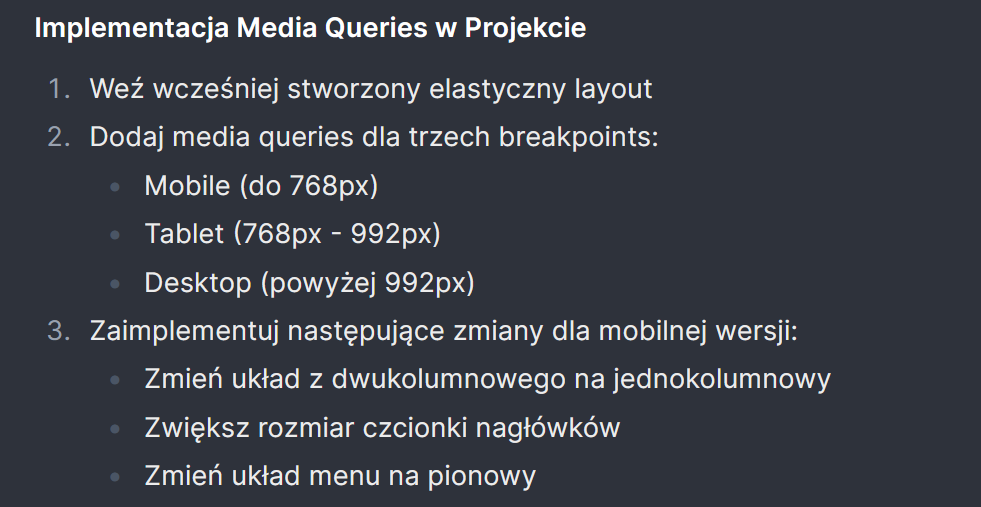 Implementacja Media Queries w Projekcie
1. Weź wcześniej stworzony elastyczny layout
2. Dodaj media queries dla trzech breakpoints:
• Mobile (do 768px)
• Tablet (768px - 992px)
• Desktop (powyżej 992px)
3. Zaimplementuj następujące zmiany dla mobilnej wersji:
• Zmień układ z dwukolumnowego na jednokolumnowy
• Zwiększ rozmiar czcionki nagłówków
• Zmień układ menu na pionowy